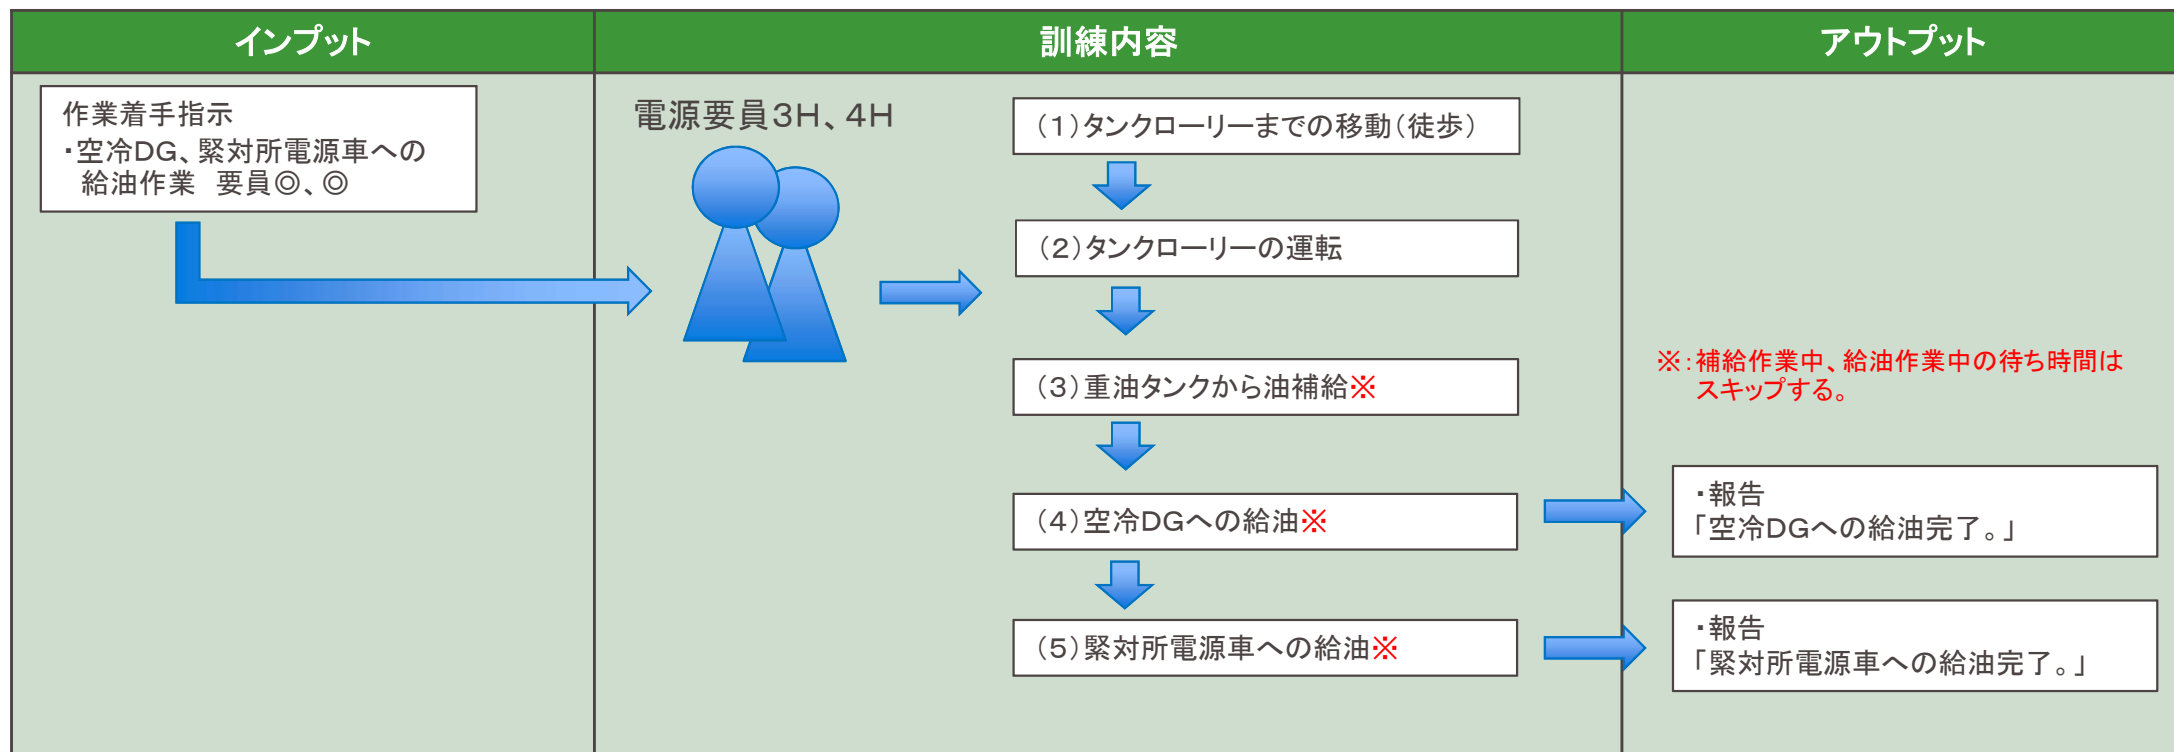 インプット
訓練内容
アウトプット
作業着手指示
・空冷DG、緊対所電源車への
給油作業　要員◎、◎
電源要員3H、4H
（1）タンクローリーまでの移動（徒歩）
（2）タンクローリーの運転
（3）重油タンクから油補給※
（4）空冷DGへの給油※
（5）緊対所電源車への給油※
※：補給作業中、給油作業中の待ち時間は
スキップする。
・報告
「空冷DGへの給油完了。」
・報告
「緊対所電源車への給油完了。」